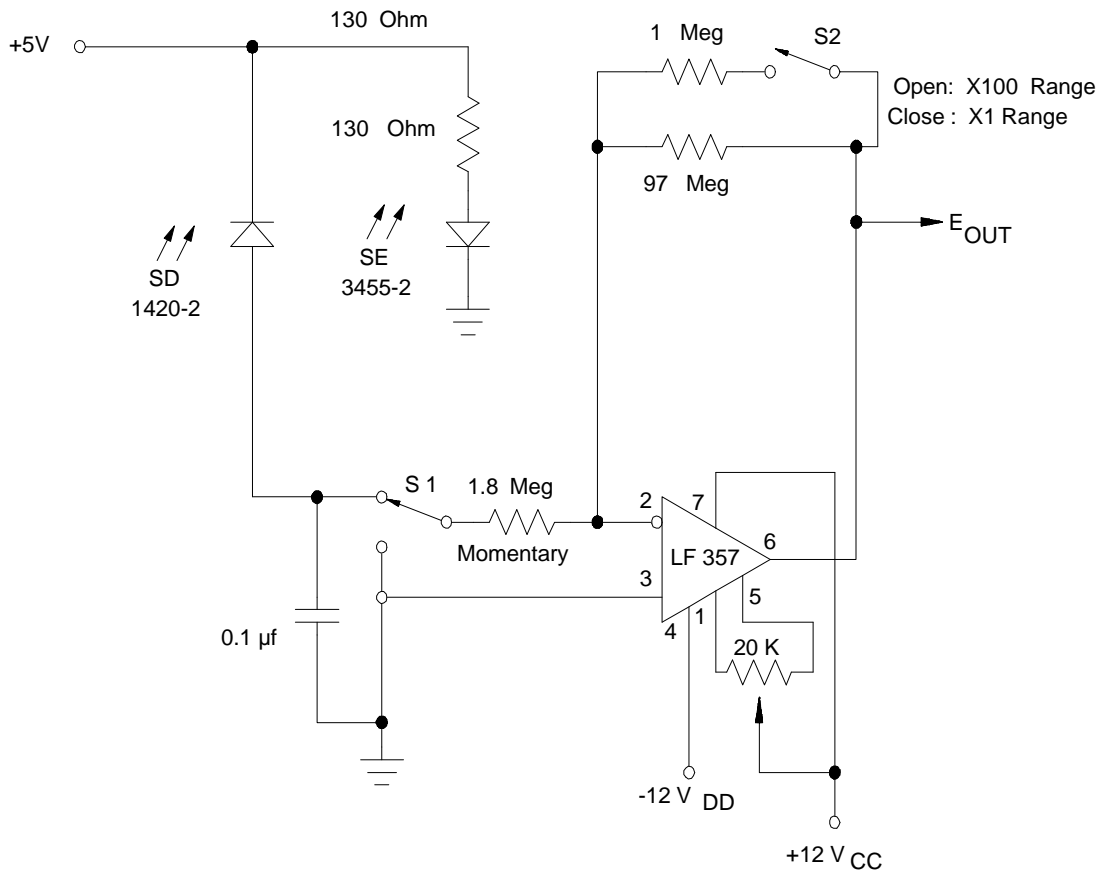 130 Ohm
+5V
1 Meg
S2
Open: X100 Range
Close : X1 Range
130 Ohm
97 Meg
E OUT
SD
1420-2
SE
3455-2
S 1
1.8 Meg
Momentary
2
7
6
LF 357
3
5
4
1
0.1 µf
20 K
-12 V DD
+12 V CC